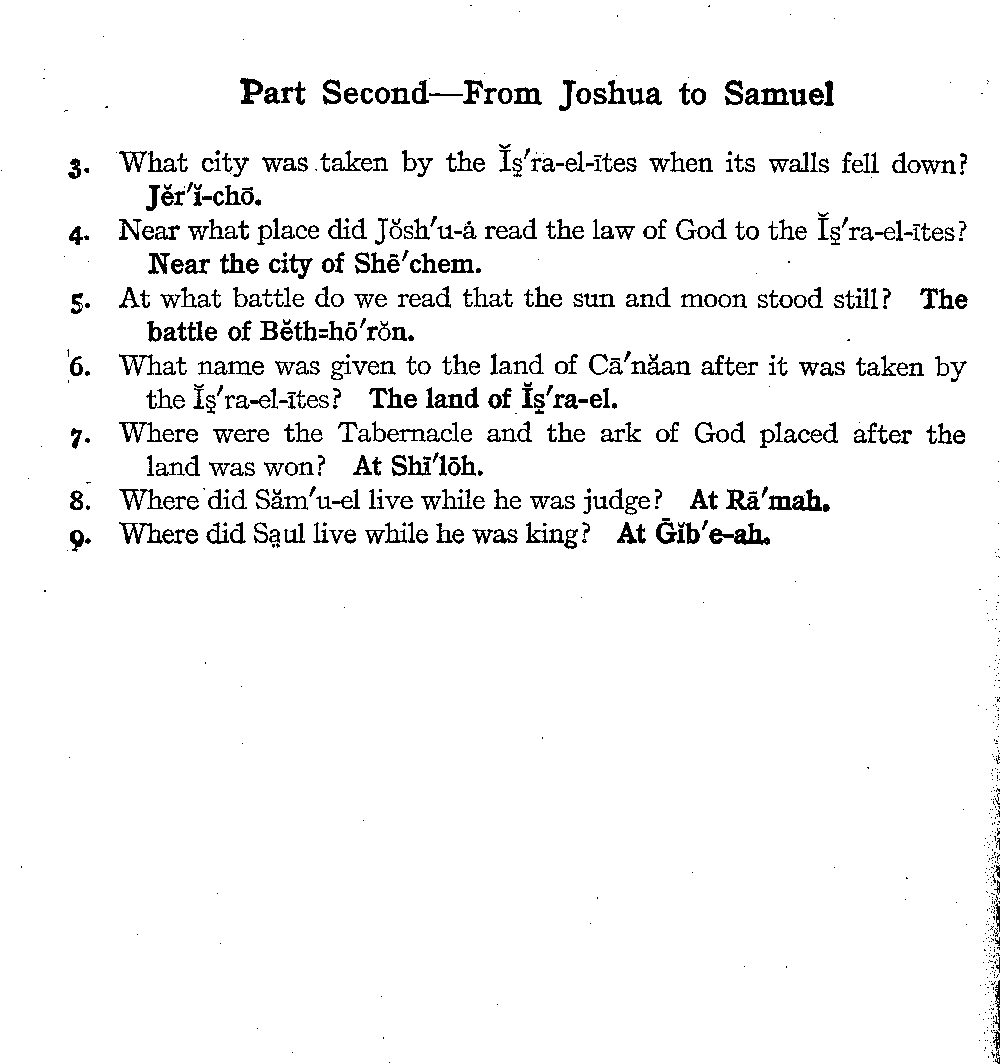 Part Second—From Joshua to Samuel
3. What city was taken by the Ĭṣ′ra-el-ītes when its walls fell down?
Jĕr′ĭ-chō.
4. Near what place did Jŏsh′u-ȧ read the law of God to the Ĭṣ′ra-el-ītes?
Near the city of Shē′chem.
5. At what battle do we read that the sun and moon stood still? The
battle of Bĕth=hō′rŏn.
6. What name was given to the land of Cā′năan after it was taken by
the Ĭṣ′ra-el-ītes? The land of Ĭṣ′ra-el.
7. Where were the Tabernacle and the ark of God placed after the
land was won? At Shī′lōh.
8. Where did Săm′u-el live while he was judge? At Rā′mah.
9. Where did Sa̤ul live while he was king? At Ḡĭb′e-ah.